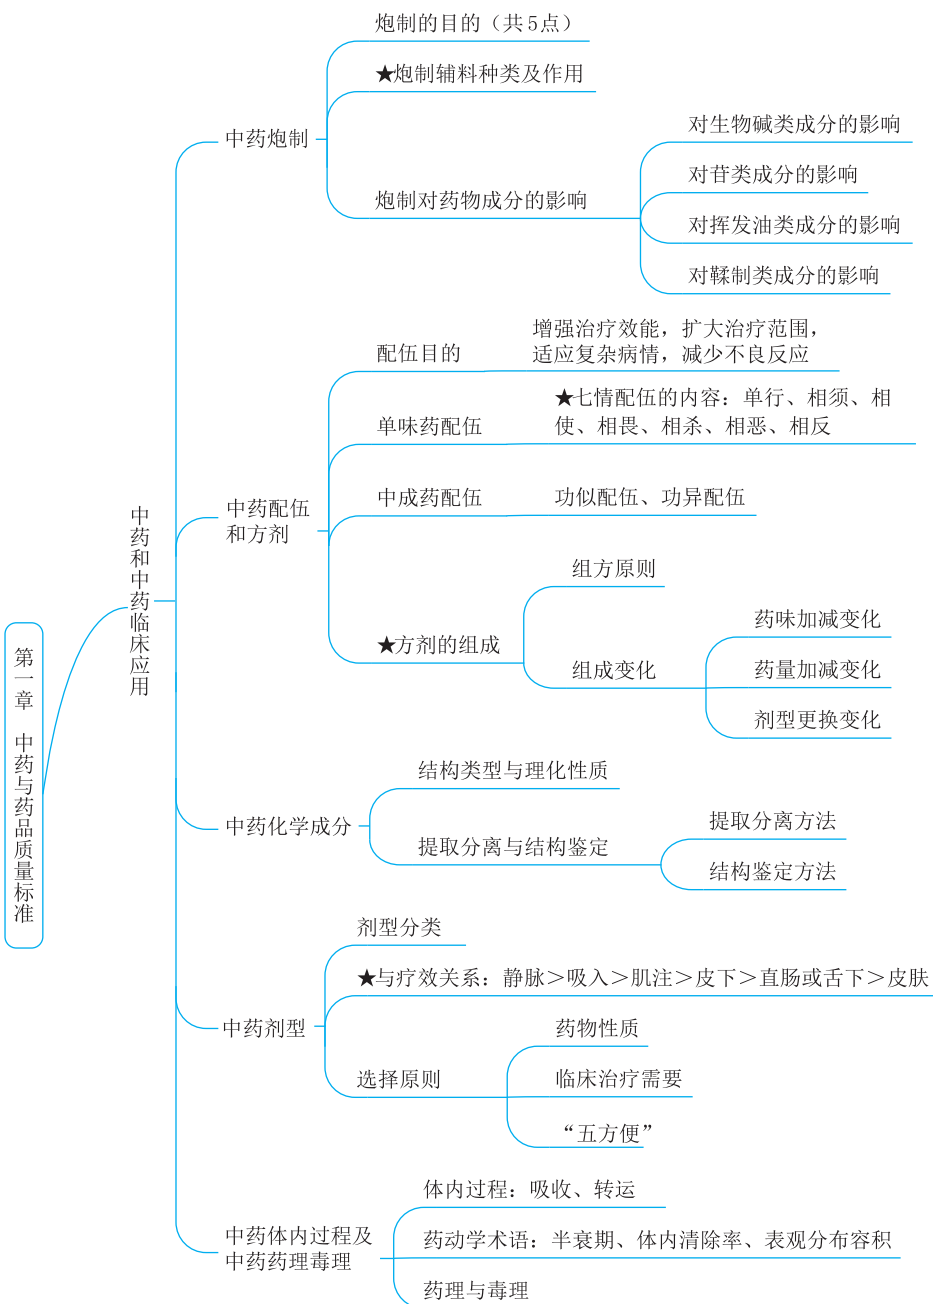 第一章 中药与药品质量标准
中药和中药临床应用
中药炮制
炮制的目的（共5点）
★炮制辅料种类及作用
炮制对药物成分的影响
对生物碱类成分的影响
对苷类成分的影响
对挥发油类成分的影响
对鞣制类成分的影响
中药配伍
和方剂
配伍目的
增强治疗效能，扩大治疗范围，
适应复杂病情，减少不良反应
单味药配伍
★七情配伍的内容：单行、相须、相
使、相畏、相杀、相恶、相反
中成药配伍
功似配伍、功异配伍
★方剂的组成
组方原则
组成变化
药味加减变化
药量加减变化
剂型更换变化
中药化学成分
结构类型与理化性质
提取分离与结构鉴定
提取分离方法
结构鉴定方法
中药剂型
剂型分类
★与疗效关系：静脉＞吸入＞肌注＞皮下＞直肠或舌下＞皮肤
选择原则
药物性质
临床治疗需要
“五方便”
中药体内过程及
中药药理毒理
体内过程：吸收、转运
药动学术语：半衰期、体内清除率、表观分布容积
药理与毒理